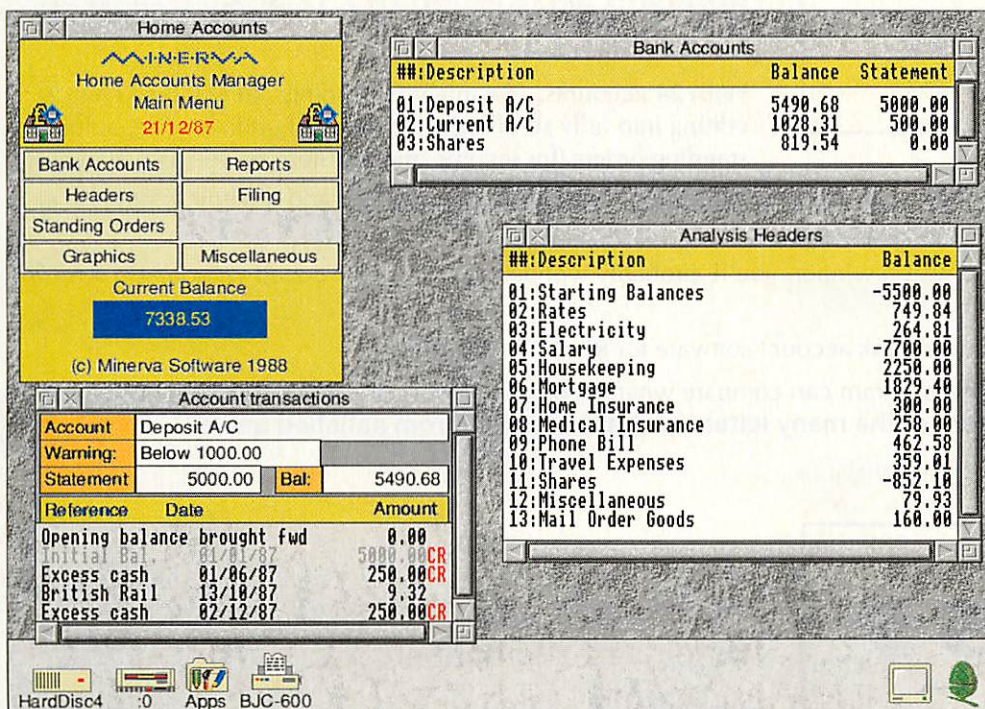 Home Accounts
MINERVA
Home Accounts Manager
Main Menu
21/12/87
Bank Accounts Reports
Headers Filing
Standing Orders
Graphics Miscellaneous
Current Balance
7338.53
(c) Minerva Software 1988
Bank Accounts
##:Description Balance Statement
01:Deposit A/C 5490.68 5000.00
02:Current A/C 1028.31 500.00
03:Shares 819.54 0.00
Analysis Headers
##:Description Balance
01:Starting Balances -5500.00
02:Rates 749.84
03:Electricity 264.81
04:Salary -7700.00
05:Housekeeping 2250.00
06:Mortgage 1829.40
07:Home Insurance 300.00
08:Medical Insurance 258.00
09:Phone Bill 462.58
10:Travel Expenses 359.01
11:Shares -852.10
12:Miscellaneous 79.93
13:Mail Order Goods 160.00
Account transactions
Account Deposit A/C
Warning: Below 1000.00
Statement 5000.00 Bal: 5490.68
Reference Date Amount
Opening balance brought fwd 0.00
Initial Bal. 01/01/87 5000.00CR
Excess cash 01/06/87 250.00CR
British Rail 13/10/87 9.32
Excess cash 02/12/87 250.00CR
HardDisc4 :0 Apps BJC-600